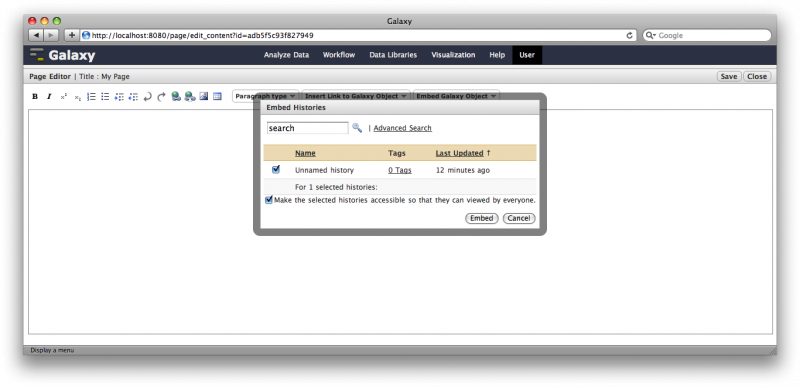 Galaxy
http://localhost:8080/page/edit_content?id=adb5f5c93f827949
Google
Galaxy
Analyze Data Workflow Data Libraries Visualization Help User
Page Editor | Title : My Page
Save Close
B I x² x₂ Paragraph type Insert Link to Galaxy Object Embed Galaxy Object
Embed Histories
search | Advanced Search
Name Tags Last Updated ↑
Unnamed history 0 Tags 12 minutes ago
For 1 selected histories:
Make the selected histories accessible so that they can viewed by everyone.
Embed Cancel
Display a menu